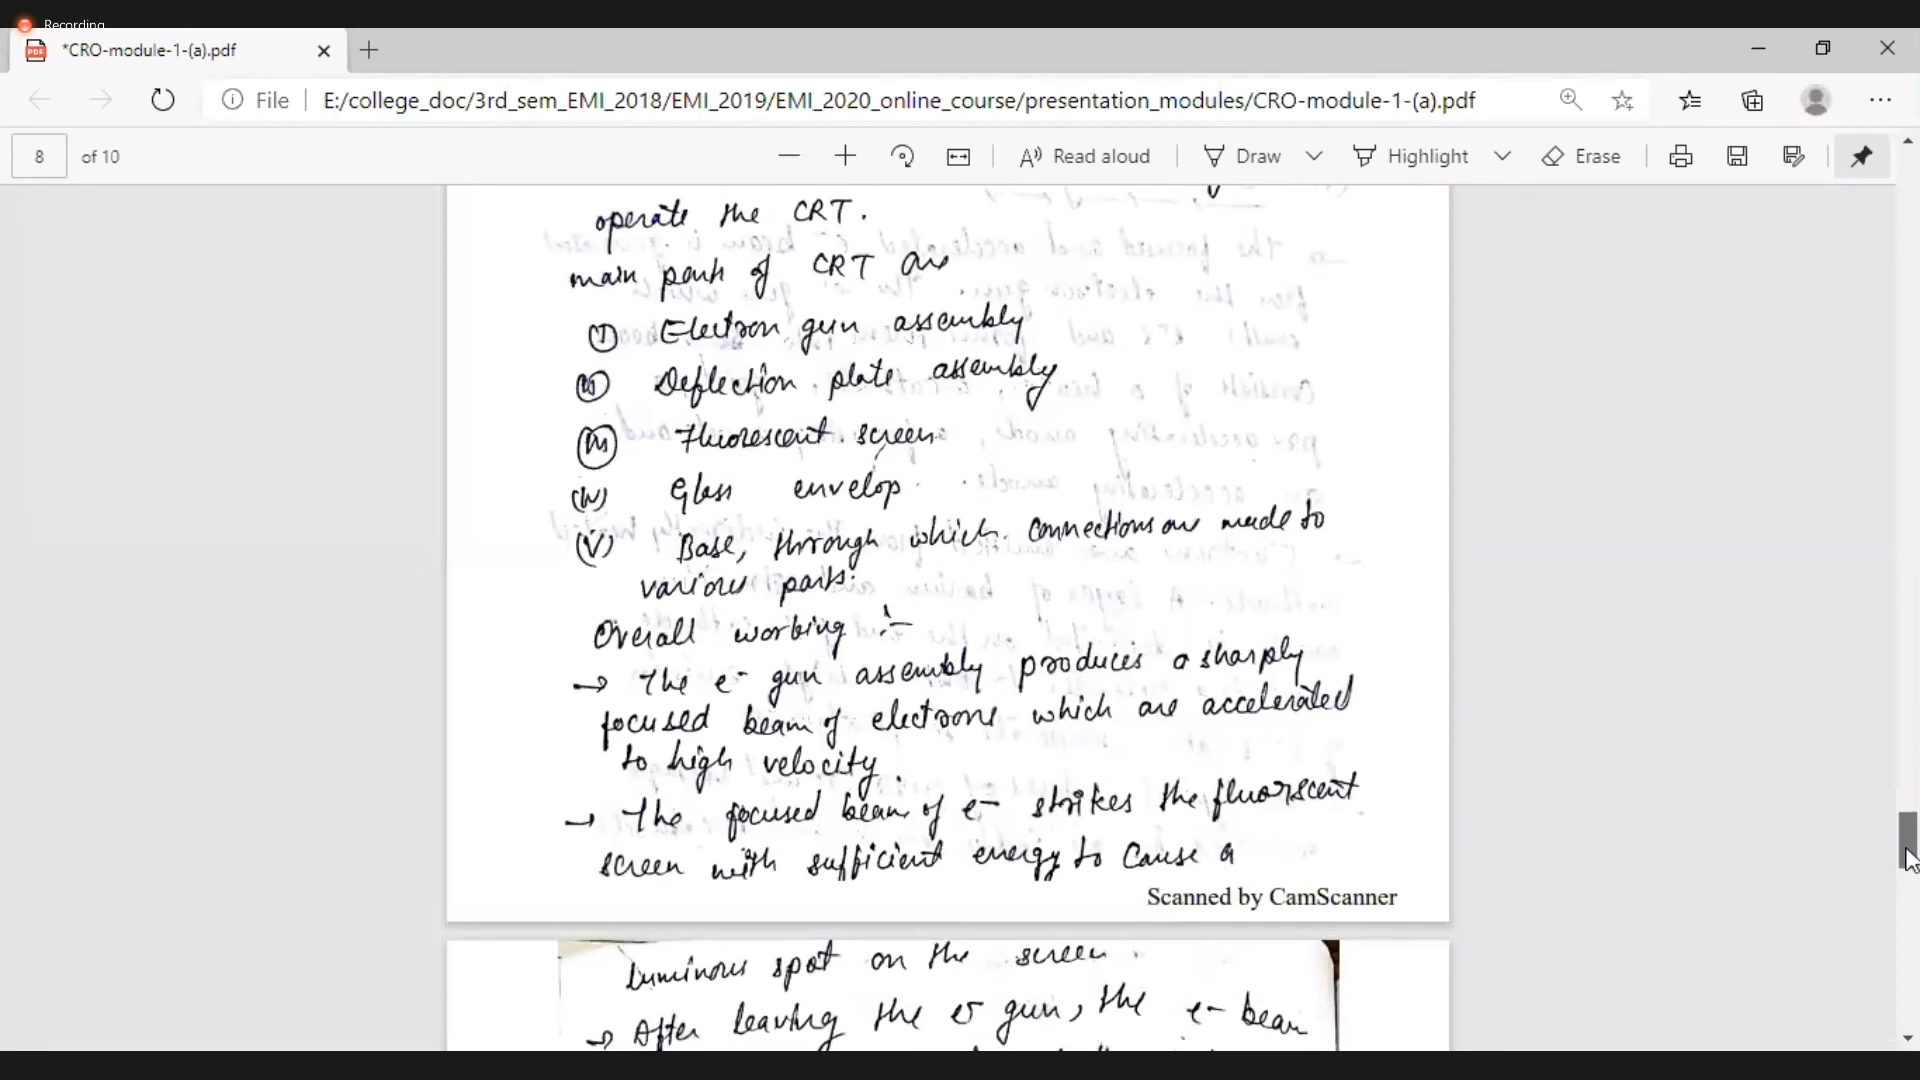 Recording
*CRO-module-1-(a).pdf
File E:/college_doc/3rd_sem_EMI_2018/EMI_2019/EMI_2020_online_course/presentation_modules/CRO-module-1-(a).pdf
8 of 10 Read aloud Draw Highlight Erase
operate the CRT.
main parts of CRT are
(I) Electron gun assembly
(II) Deflection plate assembly
(III) Fluorescent screen
(IV) Glass envelop.
(V) Base, through which connections are made to
various parts.
Overall working :-
→ The e- gun assembly produces a sharply
focused beam of electrons which are accelerated
to high velocity.
→ The focused beam of e- strikes the fluorscent
screen with sufficient energy to cause a
Scanned by CamScanner
luminous spot on the screen.
→ After leaving the e- gun, the e- beam